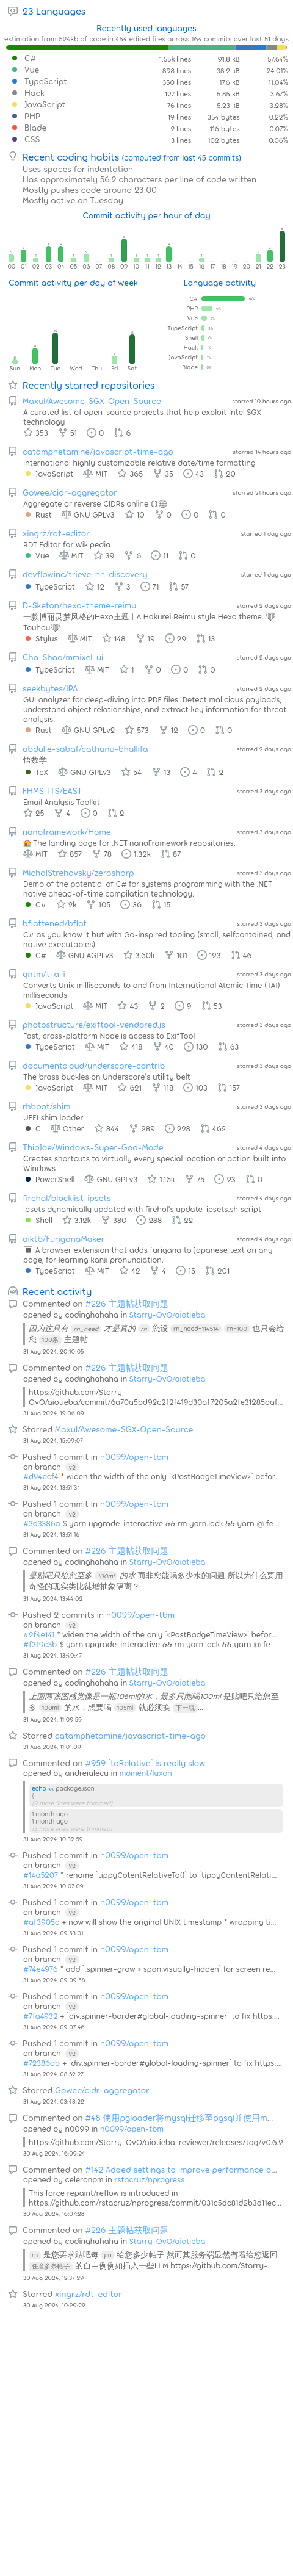 23 Languages
Recently used languages
estimation from 624kb of code in 454 edited files across 164 commits over last 51 days
C# 1.65k lines 91.8 kB 57.64%
Vue 898 lines 38.2 kB 24.01%
TypeScript 350 lines 17.6 kB 11.04%
Hack 127 lines 5.85 kB 3.67%
JavaScript 76 lines 5.23 kB 3.28%
PHP 19 lines 354 bytes 0.22%
Blade 2 lines 116 bytes 0.07%
CSS 3 lines 102 bytes 0.06%
Recent coding habits (computed from last 45 commits)
Uses spaces for indentation
Has approximately 56.2 characters per line of code written
Mostly pushes code around 23:00
Mostly active on Tuesday
Commit activity per hour of day
00 01 02 03 04 05 06 07 08 09 10 11 12 13 14 15 16 17 18 19 20 21 22 23
Commit activity per day of week
Language activity
C#
PHP
Vue
TypeScript
Shell
Hack
JavaScript
Blade
Sun Mon Tue Wed Thu Fri Sat
Recently starred repositories
Maxul/Awesome-SGX-Open-Source starred 10 hours ago
A curated list of open-source projects that help exploit Intel SGX
technology
353 51 0 6
catamphetamine/javascript-time-ago starred 14 hours ago
International highly customizable relative date/time formatting
JavaScript MIT 365 35 43 20
Gowee/cidr-aggregator starred 21 hours ago
Aggregate or reverse CIDRs online 🙌🌐
Rust GNU GPLv3 10 0 0 0
xingrz/rdt-editor starred 1 day ago
RDT Editor for Wikipedia
Vue MIT 39 6 11 0
devflowinc/trieve-hn-discovery starred 1 day ago
TypeScript 12 3 71 57
D-Sketon/hexo-theme-reimu starred 2 days ago
一款博丽灵梦风格的Hexo主题 | A Hakurei Reimu style Hexo theme. 🩶
Touhou🩶
Stylus MIT 148 19 29 13
Cha-Shao/mmixel-ui starred 2 days ago
TypeScript MIT 1 0 0 0
seekbytes/IPA starred 2 days ago
GUI analyzer for deep-diving into PDF files. Detect malicious payloads,
understand object relationships, and extract key information for threat
analysis.
Rust GNU GPLv2 573 12 0 0
abdulle-sabaf/cathunu-bhallifa starred 2 days ago
悟数学
TeX GNU GPLv3 54 13 4 2
FHMS-ITS/EAST starred 3 days ago
Email Analysis Toolkit
25 4 0 2
nanoframework/Home starred 3 days ago
🏠 The landing page for .NET nanoFramework repositories.
MIT 857 78 1.32k 87
MichalStrehovsky/zerosharp starred 3 days ago
Demo of the potential of C# for systems programming with the .NET
native ahead-of-time compilation technology.
C# 2k 105 36 15
bflattened/bflat starred 3 days ago
C# as you know it but with Go-inspired tooling (small, selfcontained, and
native executables)
C# GNU AGPLv3 3.60k 101 123 46
qntm/t-a-i starred 3 days ago
Converts Unix milliseconds to and from International Atomic Time (TAI)
milliseconds
JavaScript MIT 43 2 9 53
photostructure/exiftool-vendored.js starred 3 days ago
Fast, cross-platform Node.js access to ExifTool
TypeScript MIT 418 40 130 63
documentcloud/underscore-contrib starred 3 days ago
The brass buckles on Underscore's utility belt
JavaScript MIT 621 118 103 157
rhboot/shim starred 3 days ago
UEFI shim loader
C Other 844 289 228 462
ThioJoe/Windows-Super-God-Mode starred 4 days ago
Creates shortcuts to virtually every special location or action built into
Windows
PowerShell GNU GPLv3 1.16k 75 23 0
firehol/blocklist-ipsets starred 4 days ago
ipsets dynamically updated with firehol's update-ipsets.sh script
Shell 3.12k 380 288 22
aiktb/FuriganaMaker starred 4 days ago
A browser extension that adds furigana to Japanese text on any
page, for learning kanji pronunciation.
TypeScript MIT 42 4 15 201
Recent activity
Commented on #226 主题帖获取问题
opened by codinghahaha in Starry-OvO/aiotieba
因为这只有 rn_need 才是真的 rn 您设 rn_need=114514 rn=100 也只会给
您 100条 主题帖
31 Aug 2024, 20:10:05
Commented on #226 主题帖获取问题
opened by codinghahaha in Starry-OvO/aiotieba
https://github.com/Starry-
OvO/aiotieba/commit/6a70a5bd92c2f2f419d30af7205a2fe31285daf...
31 Aug 2024, 19:06:09
Starred Maxul/Awesome-SGX-Open-Source
31 Aug 2024, 15:09:07
Pushed 1 commit in n0099/open-tbm
on branch v2
#d24ecf4 * widen the width of the only `<PostBadgeTimeView>` befor...
31 Aug 2024, 13:51:34
Pushed 1 commit in n0099/open-tbm
on branch v2
#3d3386a $ yarn upgrade-interactive && rm yarn.lock && yarn @ fe ...
31 Aug 2024, 13:51:16
Commented on #226 主题帖获取问题
opened by codinghahaha in Starry-OvO/aiotieba
是贴吧只给您至多 100ml 的水 而非您能喝多少水的问题 所以为什么要用
奇怪的现实类比徒增抽象隔离？
31 Aug 2024, 13:44:02
Pushed 2 commits in n0099/open-tbm
on branch v2
#2f4e141 * widen the width of the only `<PostBadgeTimeView>` befor...
#f319c3b $ yarn upgrade-interactive && rm yarn.lock && yarn @ fe ...
31 Aug 2024, 13:40:47
Commented on #226 主题帖获取问题
opened by codinghahaha in Starry-OvO/aiotieba
上面两张图感觉像是一瓶105ml的水，最多只能喝100ml 是贴吧只给您至
多 100ml 的水，想要喝 105ml 就必须换 下一瓶...
31 Aug 2024, 11:09:59
Starred catamphetamine/javascript-time-ago
31 Aug 2024, 11:01:09
Commented on #959 `toRelative` is really slow
opened by andreialecu in moment/luxon
echo << package.json
{
(11 more lines were trimmed)
1 month ago
1 month ago
31 Aug 2024, 10:32:59
Pushed 1 commit in n0099/open-tbm
on branch v2
#14a5207 * rename `tippyCotentRelativeTo()` to `tippyContentRelati...
31 Aug 2024, 10:07:09
Pushed 1 commit in n0099/open-tbm
on branch v2
#af3905c + now will show the original UNIX timestamp * wrapping ti...
31 Aug 2024, 09:53:01
Pushed 1 commit in n0099/open-tbm
on branch v2
#74e4976 * add `.spinner-grow > span.visually-hidden` for screen re...
31 Aug 2024, 09:09:58
Pushed 1 commit in n0099/open-tbm
on branch v2
#7fa4932 + `div.spinner-border#global-loading-spinner` to fix https:...
31 Aug 2024, 09:07:46
Pushed 1 commit in n0099/open-tbm
on branch v2
#72386db + `div.spinner-border#global-loading-spinner` to fix https:...
31 Aug 2024, 08:52:27
Starred Gowee/cidr-aggregator
31 Aug 2024, 03:48:22
Commented on #48 使用pgloader将mysql迁移至pgsql并使用m...
opened by n0099 in n0099/open-tbm
https://github.com/Starry-OvO/aiotieba-reviewer/releases/tag/v0.6.2
30 Aug 2024, 16:09:24
Commented on #142 Added settings to improve performance o...
opened by celeronpm in rstacruz/nprogress
This force repaint/reflow is introduced in
https://github.com/rstacruz/nprogress/commit/031c5dc81d2b3d11ec...
30 Aug 2024, 16:07:28
Commented on #226 主题帖获取问题
opened by codinghahaha in Starry-OvO/aiotieba
rn 是您要求贴吧每 pn 给您多少帖子 然而其服务端显然有着给您返回
任意多条帖子 的自由例例如插入一些LLM https://github.com/Starry-...
30 Aug 2024, 12:37:29
Starred xingrz/rdt-editor
30 Aug 2024, 10:29:22